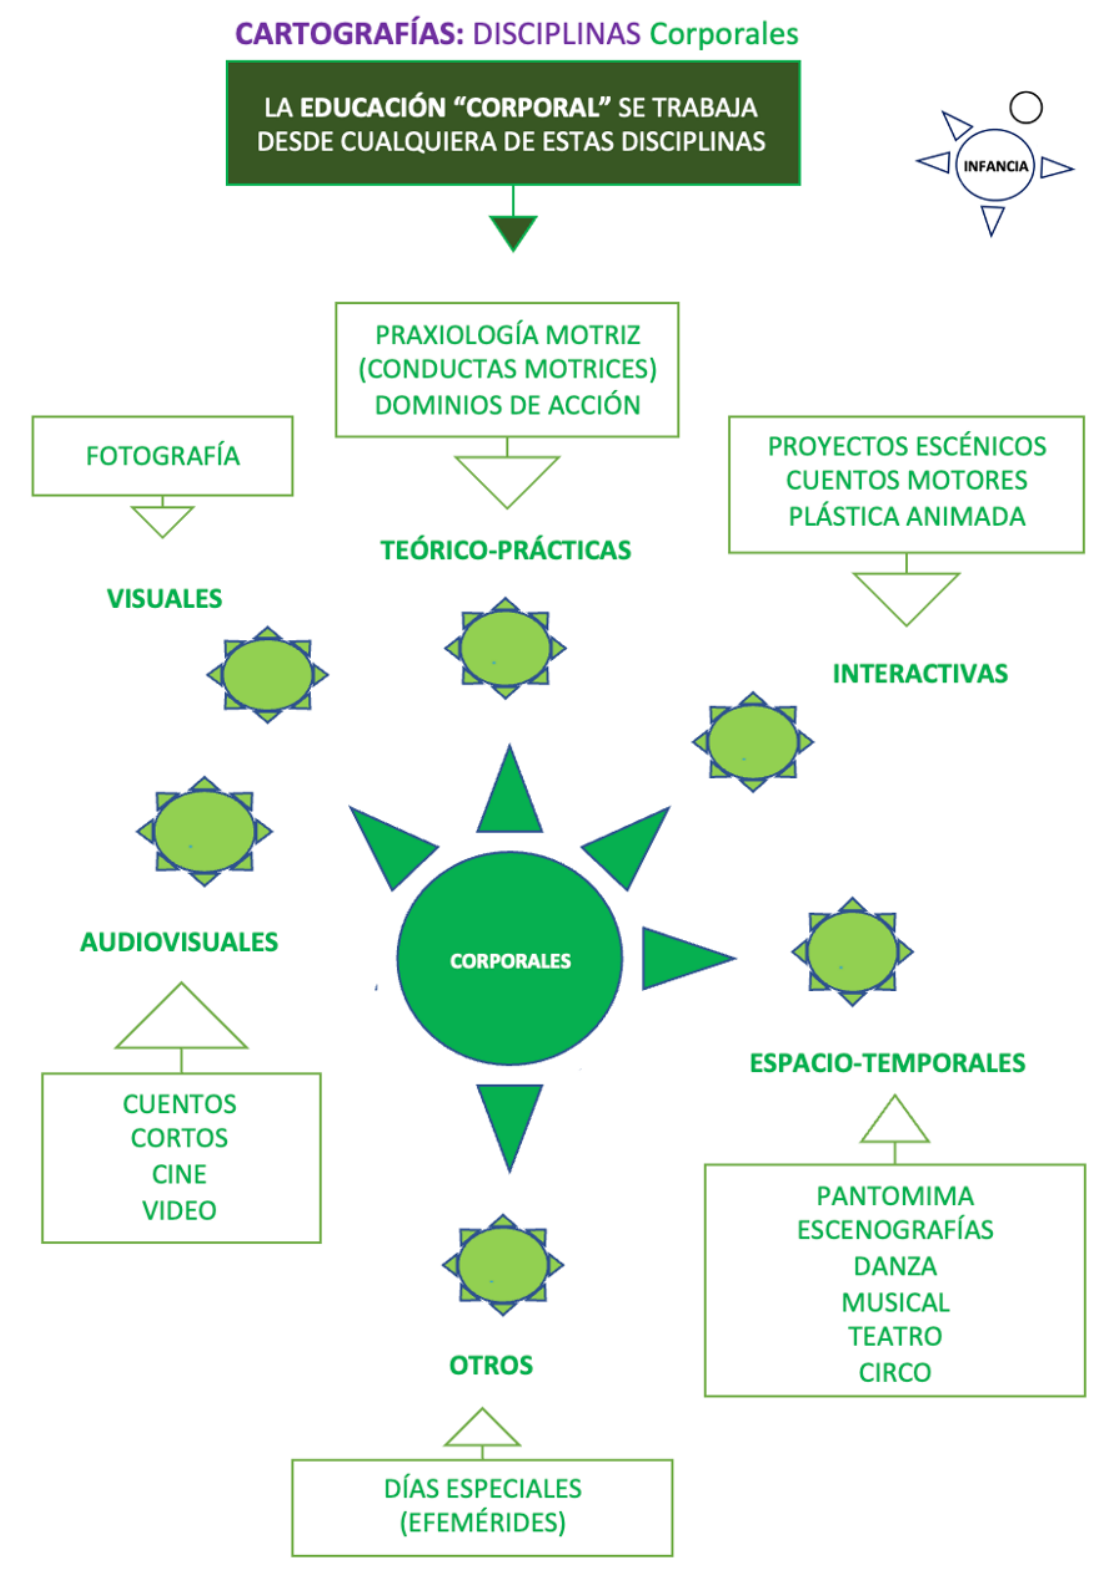 CARTOGRAFÍAS: DISCIPLINAS Corporales
LA EDUCACIÓN “CORPORAL” SE TRABAJA
DESDE CUALQUIERA DE ESTAS DISCIPLINAS
INFANCIA
PRAXIOLOGÍA MOTRIZ
(CONDUCTAS MOTRICES)
DOMINIOS DE ACCIÓN
FOTOGRAFÍA
PROYECTOS ESCÉNICOS
CUENTOS MOTORES
PLÁSTICA ANIMADA
TEÓRICO-PRÁCTICAS
VISUALES
INTERACTIVAS
AUDIOVISUALES
CORPORALES
ESPACIO-TEMPORALES
CUENTOS
CORTOS
CINE
VIDEO
PANTOMIMA
ESCENOGRAFÍAS
DANZA
MUSICAL
TEATRO
CIRCO
OTROS
DÍAS ESPECIALES
(EFEMÉRIDES)